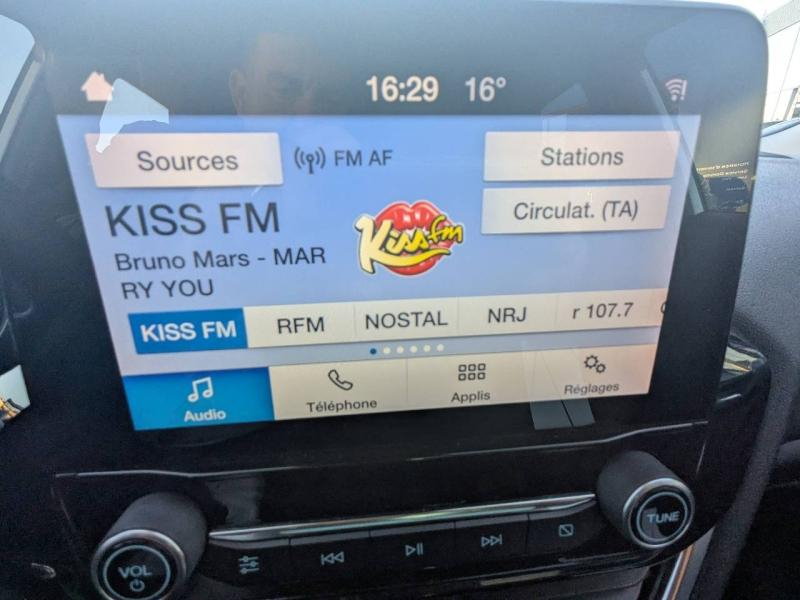 16:29 16°
Sources
FM AF
Stations
KISS FM
Kiss fm
Circulat. (TA)
Bruno Mars - MAR
RY YOU
KISS FM RFM NOSTAL NRJ r 107.7
Audio Téléphone Applis Réglages
VOL
TUNE